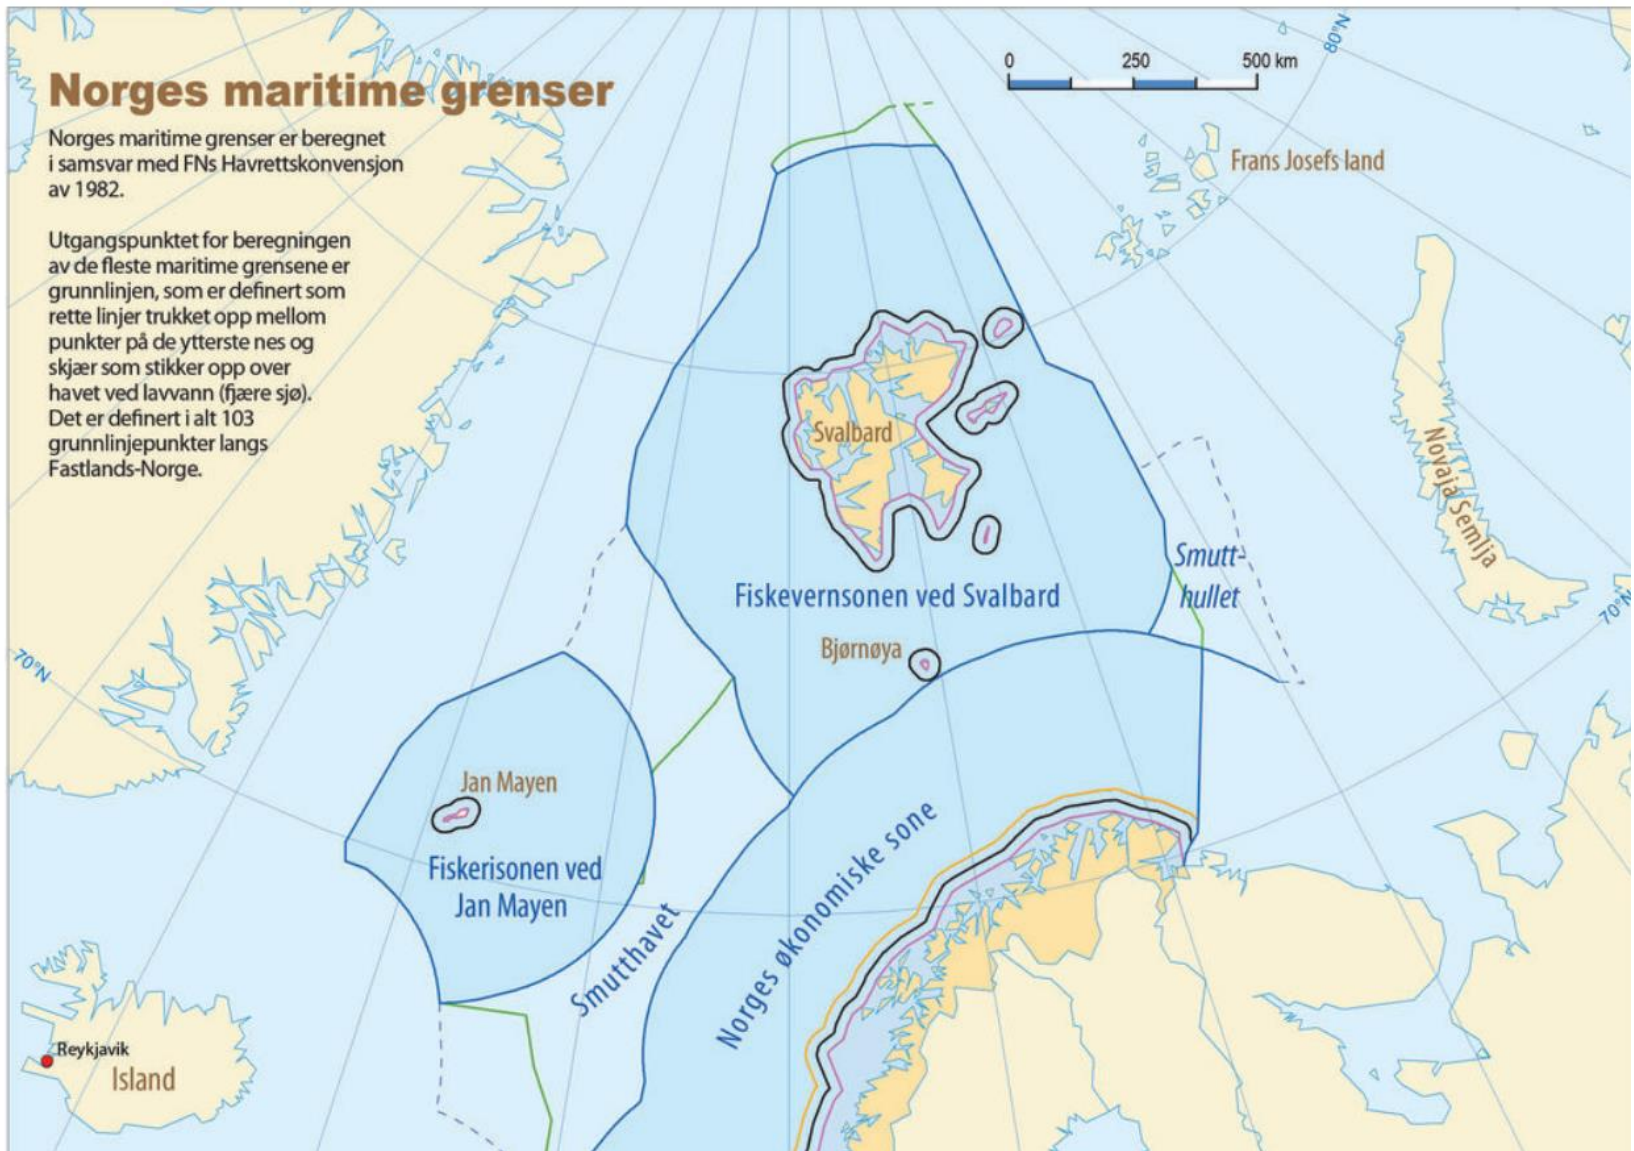 Norges maritime grenser
Norges maritime grenser er beregnet
i samsvar med FNs Havrettskonvensjon
av 1982.
Utgangspunktet for beregningen
av de fleste maritime grensene er
grunnlinjen, som er definert som
rette linjer trukket opp mellom
punkter på de ytterste nes og
skjær som stikker opp over
havet ved lavvann (fjære sjø).
Det er definert i alt 103
grunnlinjepunkter langs
Fastlands-Norge.
0 250 500 km
80°N
Frans Josefs land
Svalbard
Novaja Semlija
Smutt-
hullet
Fiskevernsonen ved Svalbard
70°N
Bjørnøya
70°N
Jan Mayen
Fiskerisonen ved
Jan Mayen
Smutthavet
Norges økonomiske sone
Reykjavik
Island